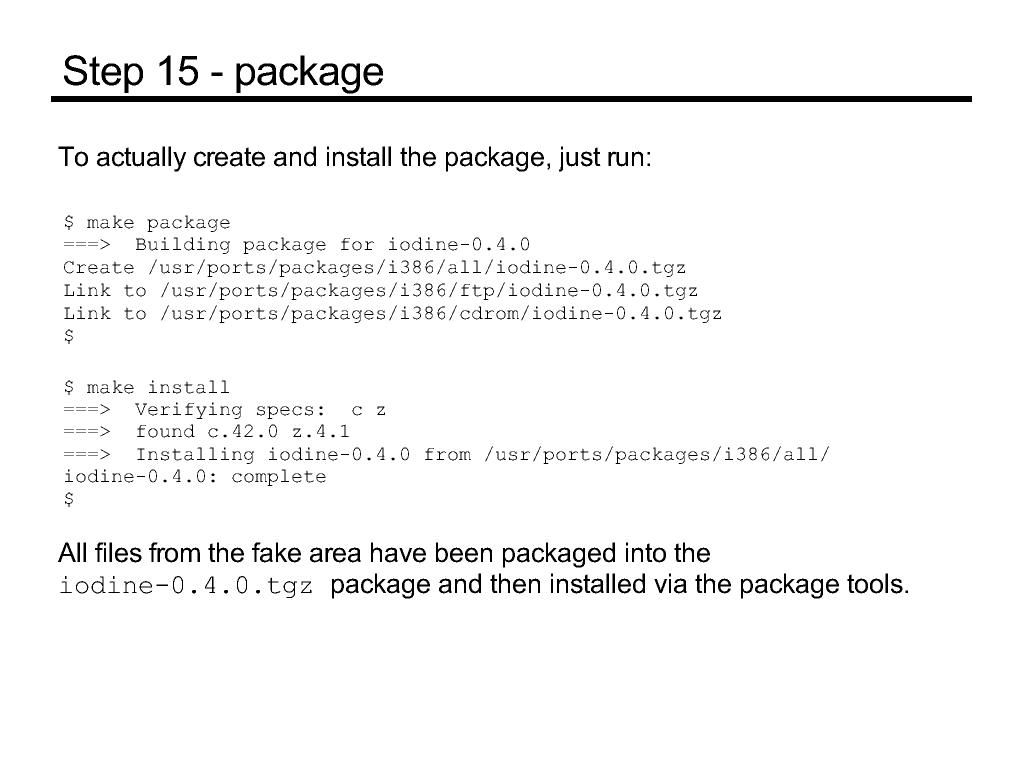 Step 15 - package
To actually create and install the package, just run:
$ make package
===>  Building package for iodine-0.4.0
Create /usr/ports/packages/i386/all/iodine-0.4.0.tgz
Link to /usr/ports/packages/i386/ftp/iodine-0.4.0.tgz
Link to /usr/ports/packages/i386/cdrom/iodine-0.4.0.tgz
$
$ make install
===>  Verifying specs:  c z
===>  found c.42.0 z.4.1
===>  Installing iodine-0.4.0 from /usr/ports/packages/i386/all/
iodine-0.4.0: complete
$
All files from the fake area have been packaged into the
iodine-0.4.0.tgz package and then installed via the package tools.